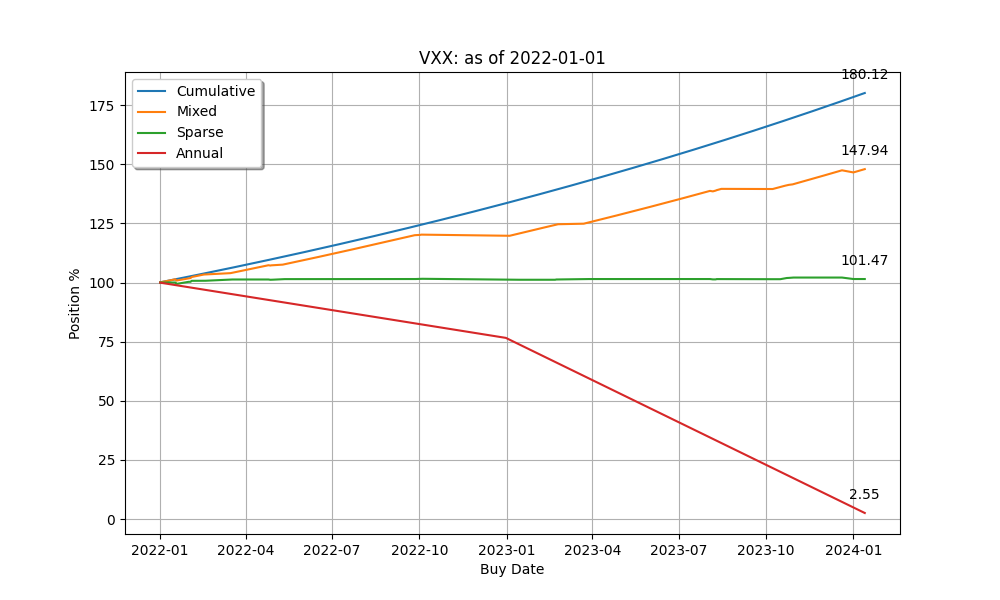 VXX: as of 2022-01-01
Cumulative
Mixed
Sparse
Annual
180.12
147.94
101.47
2.55
Position %
175
150
125
100
75
50
25
0
2022-01 2022-04 2022-07 2022-10 2023-01 2023-04 2023-07 2023-10 2024-01
Buy Date